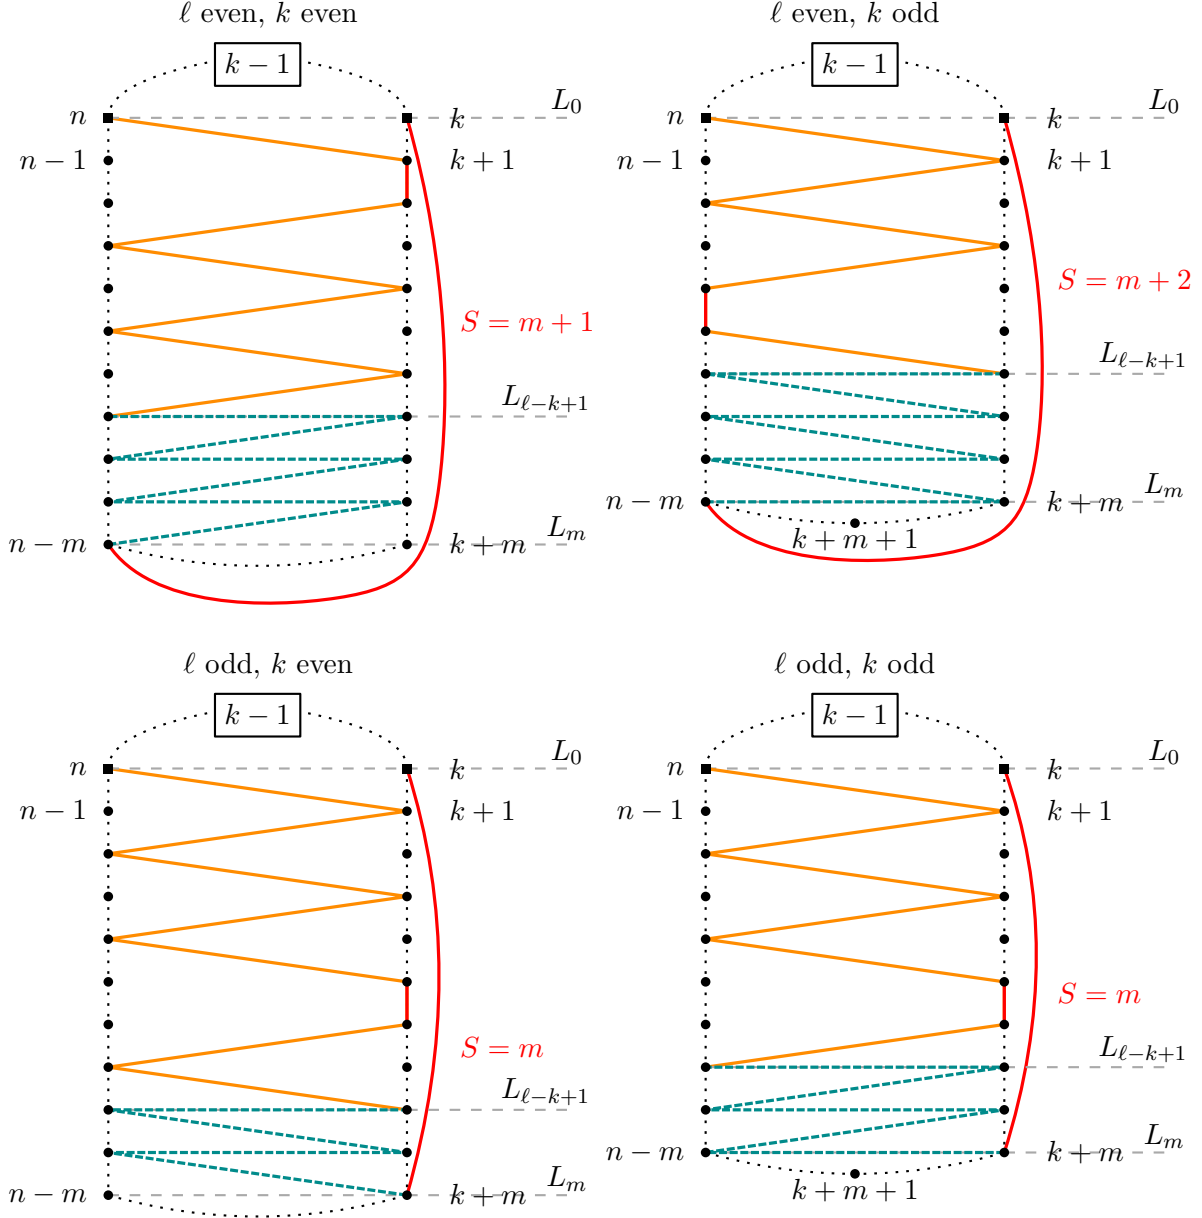 ℓ even, k even
k − 1
L₀
n
k
n − 1
k + 1
S = m + 1
Lℓ₋ₖ₊₁
Lₘ
n − m
k + m
ℓ even, k odd
k − 1
L₀
n
k
n − 1
k + 1
S = m + 2
Lℓ₋ₖ₊₁
Lₘ
n − m
k + m
k + m + 1
ℓ odd, k even
k − 1
L₀
n
k
n − 1
k + 1
S = m
Lℓ₋ₖ₊₁
Lₘ
n − m
k + m
ℓ odd, k odd
k − 1
L₀
n
k
n − 1
k + 1
S = m
Lℓ₋ₖ₊₁
Lₘ
n − m
k + m
k + m + 1